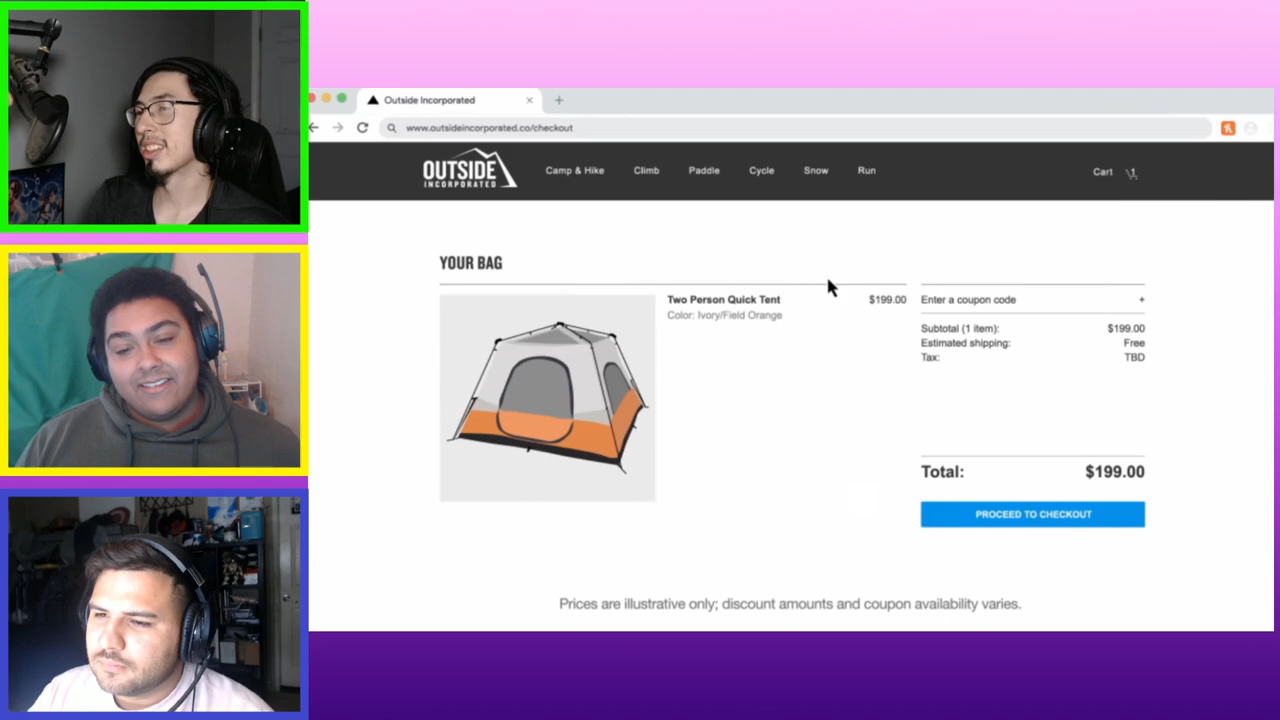 Outside Incorporated
www.outsideincorporated.co/checkout
OUTSIDE
INCORPORATED
Camp & Hike Climb Paddle Cycle Snow Run
Cart 1
YOUR BAG
Two Person Quick Tent $199.00
Color: Ivory/Field Orange
Enter a coupon code +
Subtotal (1 item): $199.00
Estimated shipping: Free
Tax: TBD
Total: $199.00
PROCEED TO CHECKOUT
Prices are illustrative only; discount amounts and coupon availability varies.